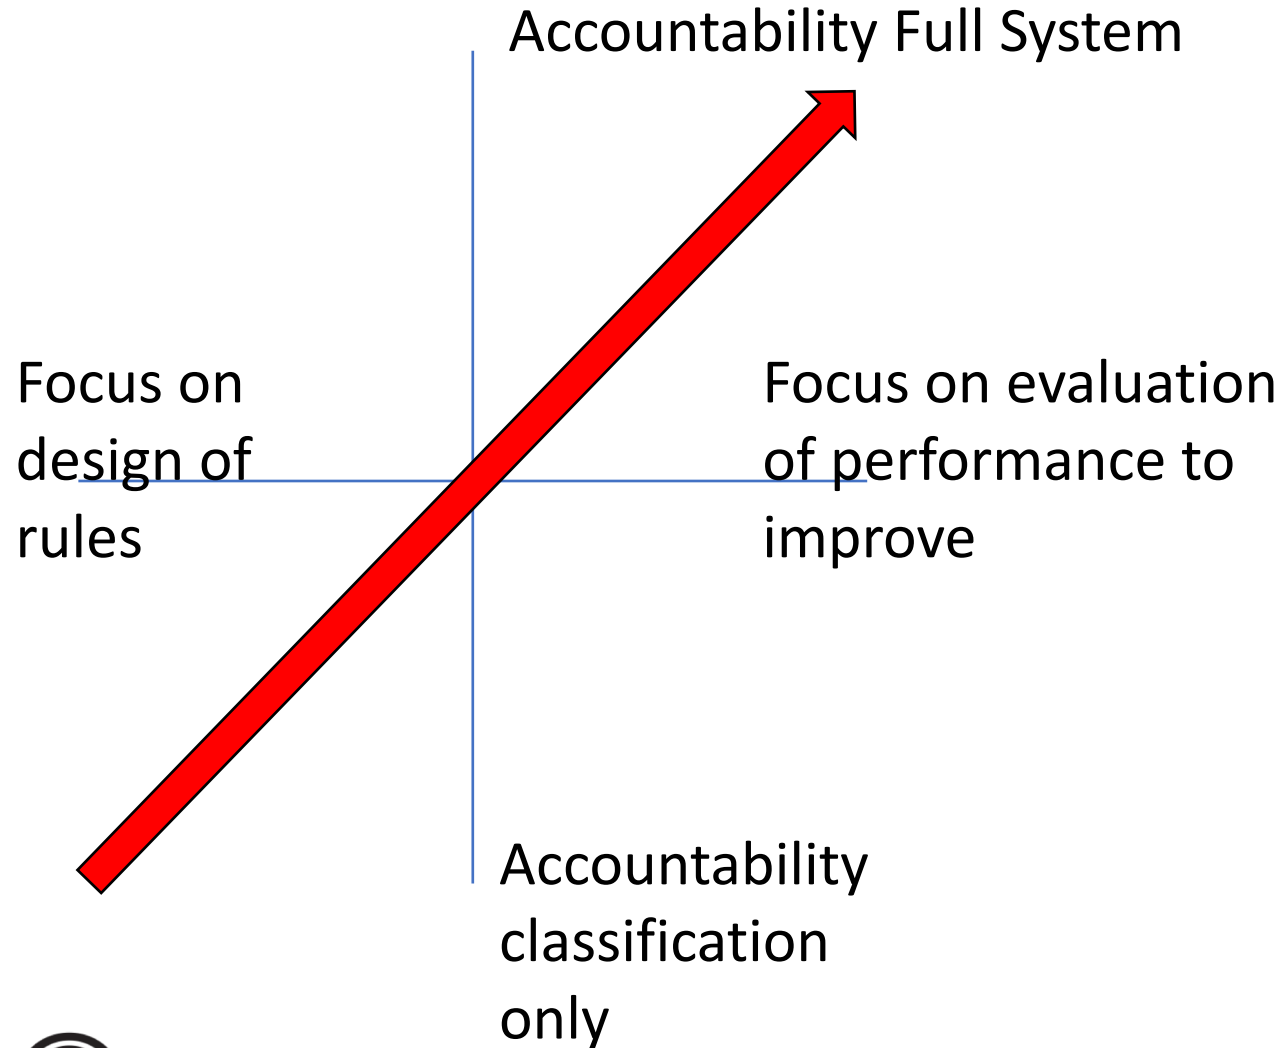 Accountability Full System
Focus on
design of
rules
Focus on evaluation
of performance to
improve
Accountability
classification
only